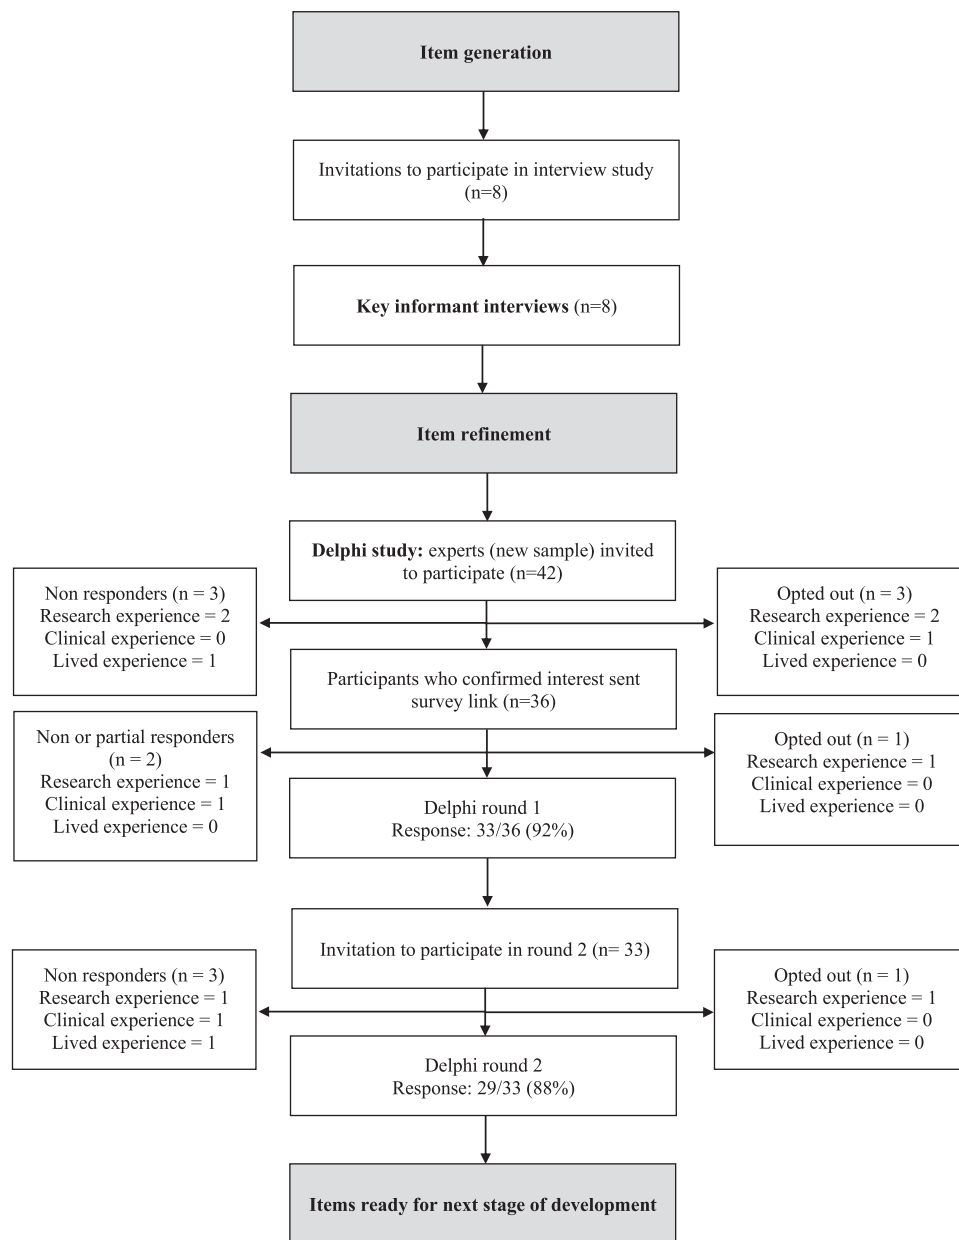 Item generation
Invitations to participate in interview study
(n=8)
Key informant interviews (n=8)
Item refinement
Delphi study: experts (new sample) invited
to participate (n=42)
Non responders (n = 3)
Research experience = 2
Clinical experience = 0
Lived experience = 1
Opted out (n = 3)
Research experience = 2
Clinical experience = 1
Lived experience = 0
Participants who confirmed interest sent
survey link (n=36)
Non or partial responders
(n = 2)
Research experience = 1
Clinical experience = 1
Lived experience = 0
Opted out (n = 1)
Research experience = 1
Clinical experience = 0
Lived experience = 0
Delphi round 1
Response: 33/36 (92%)
Invitation to participate in round 2 (n= 33)
Non responders (n = 3)
Research experience = 1
Clinical experience = 1
Lived experience = 1
Opted out (n = 1)
Research experience = 1
Clinical experience = 0
Lived experience = 0
Delphi round 2
Response: 29/33 (88%)
Items ready for next stage of development